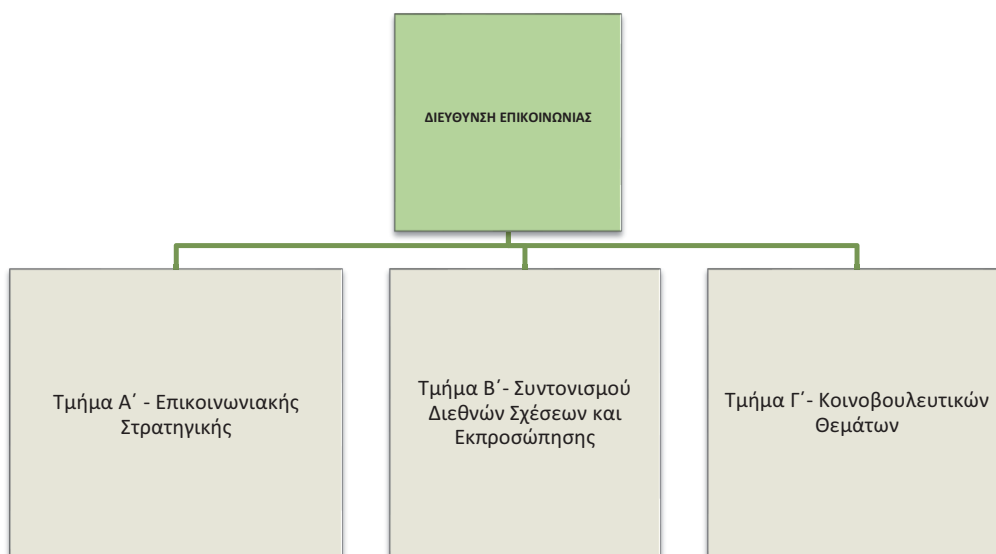 ΔΙΕΥΘΥΝΣΗ ΕΠΙΚΟΙΝΩΝΙΑΣ
Τμήμα Α΄ - Επικοινωνιακής
Στρατηγικής
Τμήμα Β΄- Συντονισμού
Διεθνών Σχέσεων και
Εκπροσώπησης
Τμήμα Γ΄- Κοινοβουλευτικών
Θεμάτων